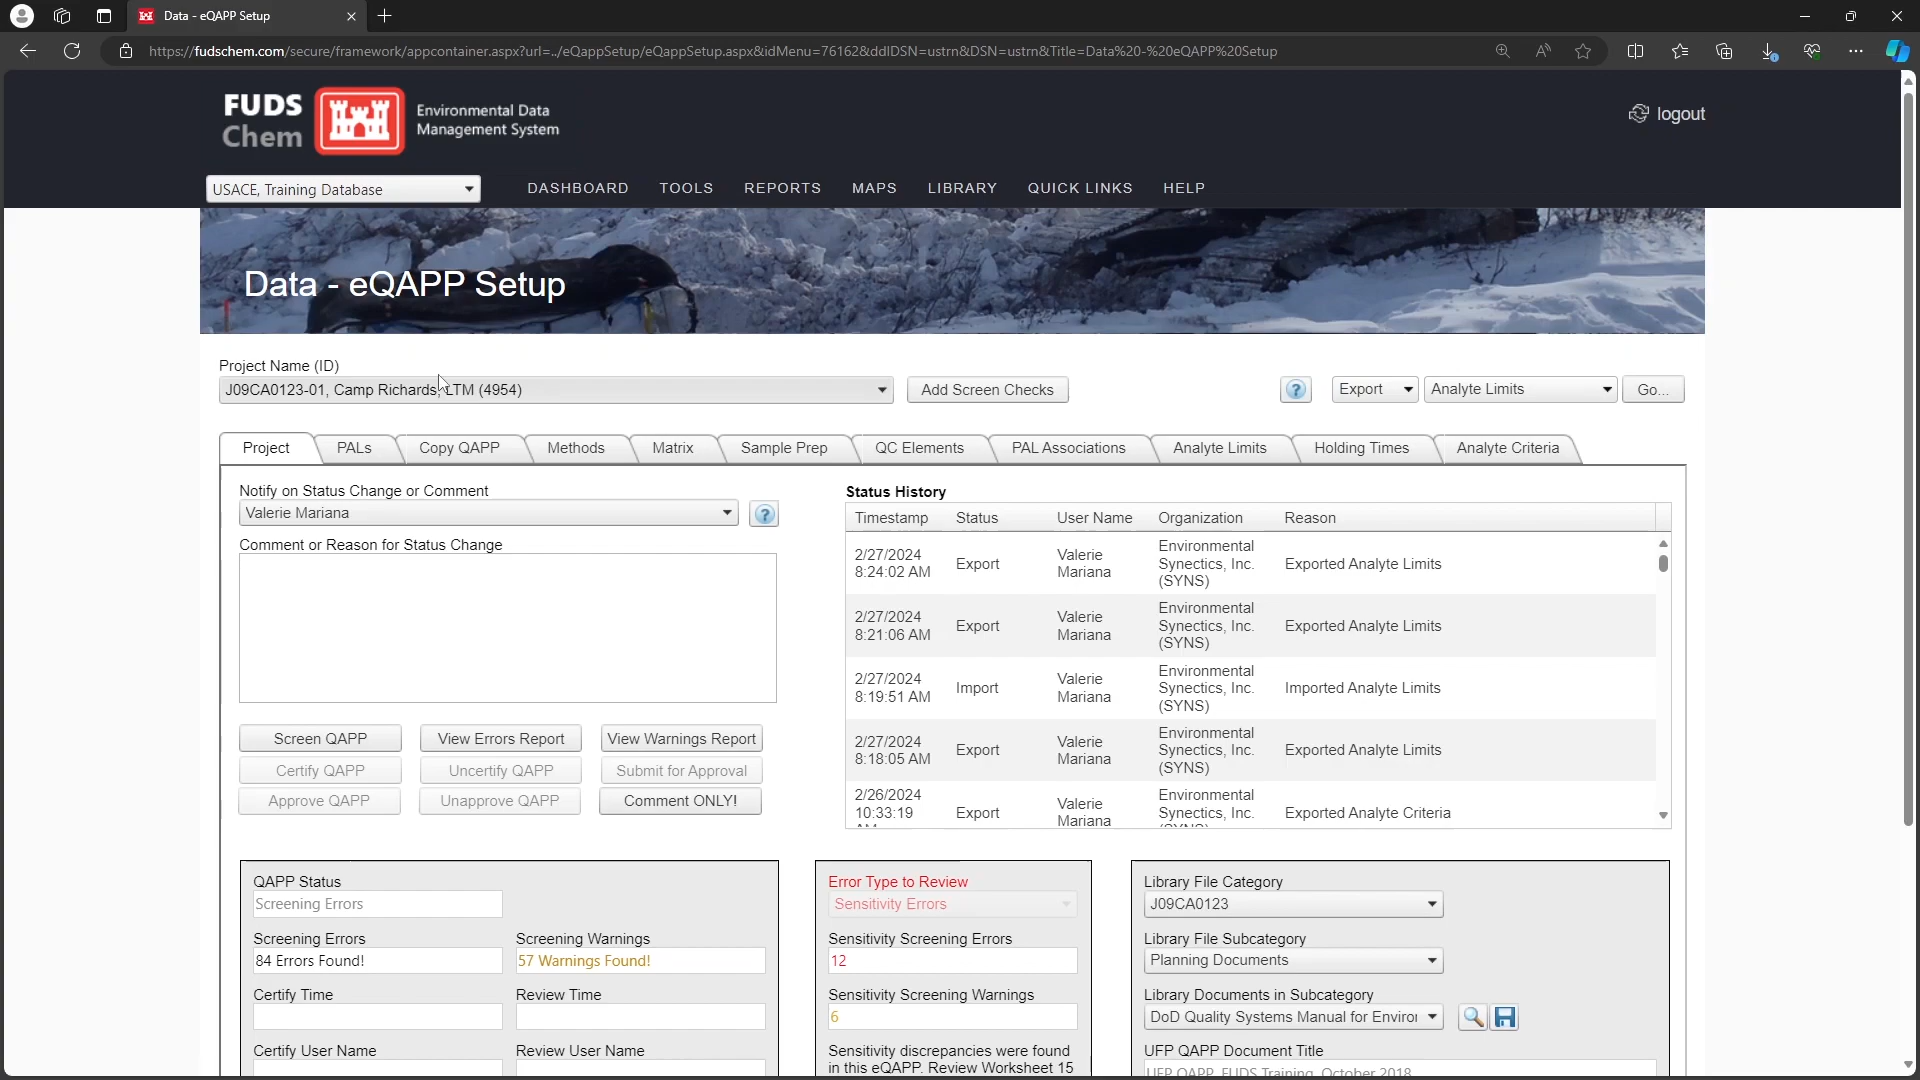 Data - eQAPP Setup
https://fudschem.com/secure/framework/appcontainer.aspx?url=../eQappSetup/eQappSetup.aspx&idMenu=76162&ddlDSN=ustrn&DSN=ustrn&Title=Data%20-%20eQAPP%20Setup
FUDS
Chem
Environmental Data
Management System
logout
USACE, Training Database
DASHBOARD TOOLS REPORTS MAPS LIBRARY QUICK LINKS HELP
Data - eQAPP Setup
Project Name (ID)
J09CA0123-01, Camp Richards, LTM (4954)
Add Screen Checks
?
Export
Analyte Limits
Go...
Project PALs Copy QAPP Methods Matrix Sample Prep QC Elements PAL Associations Analyte Limits Holding Times Analyte Criteria
Notify on Status Change or Comment
Valerie Mariana
?
Comment or Reason for Status Change
Screen QAPP View Errors Report View Warnings Report
Certify QAPP Uncertify QAPP Submit for Approval
Approve QAPP Unapprove QAPP Comment ONLY!
Status History
Timestamp Status User Name Organization Reason
2/27/2024 8:24:02 AM Export Valerie Mariana Environmental Synectics, Inc. (SYNS) Exported Analyte Limits
2/27/2024 8:21:06 AM Export Valerie Mariana Environmental Synectics, Inc. (SYNS) Exported Analyte Limits
2/27/2024 8:19:51 AM Import Valerie Mariana Environmental Synectics, Inc. (SYNS) Imported Analyte Limits
2/27/2024 8:18:05 AM Export Valerie Mariana Environmental Synectics, Inc. (SYNS) Exported Analyte Limits
2/26/2024 10:33:19 AM Export Valerie Mariana Environmental Synectics, Inc. (SYNS) Exported Analyte Criteria
QAPP Status
Screening Errors
Screening Errors Screening Warnings
84 Errors Found! 57 Warnings Found!
Certify Time Review Time
Certify User Name Review User Name
Error Type to Review
Sensitivity Errors
Sensitivity Screening Errors
12
Sensitivity Screening Warnings
6
Sensitivity discrepancies were found
in this eQAPP. Review Worksheet 15
Library File Category
J09CA0123
Library File Subcategory
Planning Documents
Library Documents in Subcategory
DoD Quality Systems Manual for Enviror
UFP QAPP Document Title
UFP QAPP, FUDS Training, October 2018